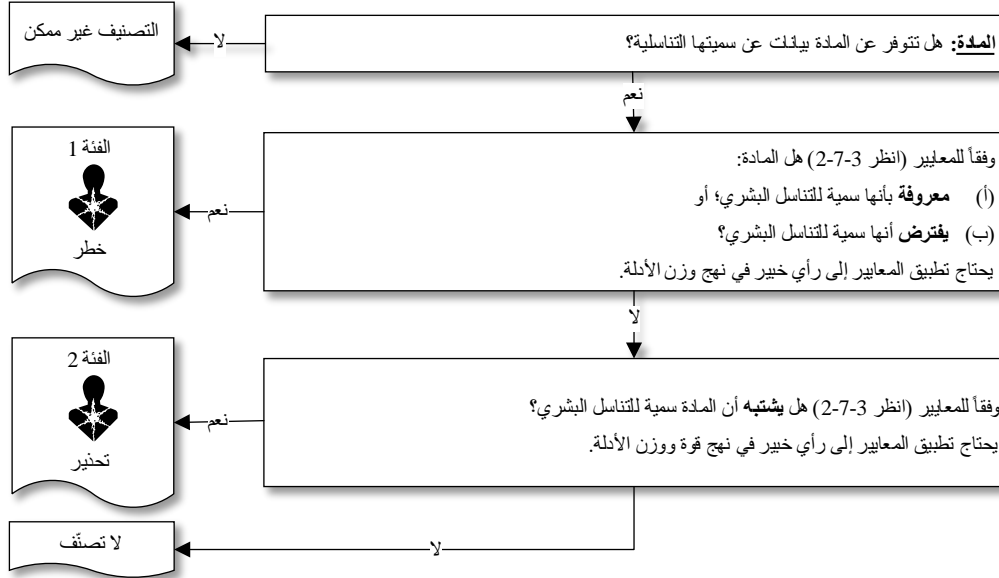 المادة: هل تتوفر عن المادة بيانات عن سميتها التناسلية؟
لا
التصنيف غير ممكن
نعم
وفقاً للمعايير (انظر 3-7-2) هل المادة:
(أ) معروفة بأنها سمية للتناسل البشري؛ أو
(ب) يفترض أنها سمية للتناسل البشري؟
يحتاج تطبيق المعايير إلى رأي خبير في نهج وزن الأدلة.
نعم
الفئة 1
خطر
لا
وفقاً للمعايير (انظر 3-7-2) هل يشتبه أن المادة سمية للتناسل البشري؟
يحتاج تطبيق المعايير إلى رأي خبير في نهج قوة ووزن الأدلة.
نعم
الفئة 2
تحذير
لا
لا تصنّف